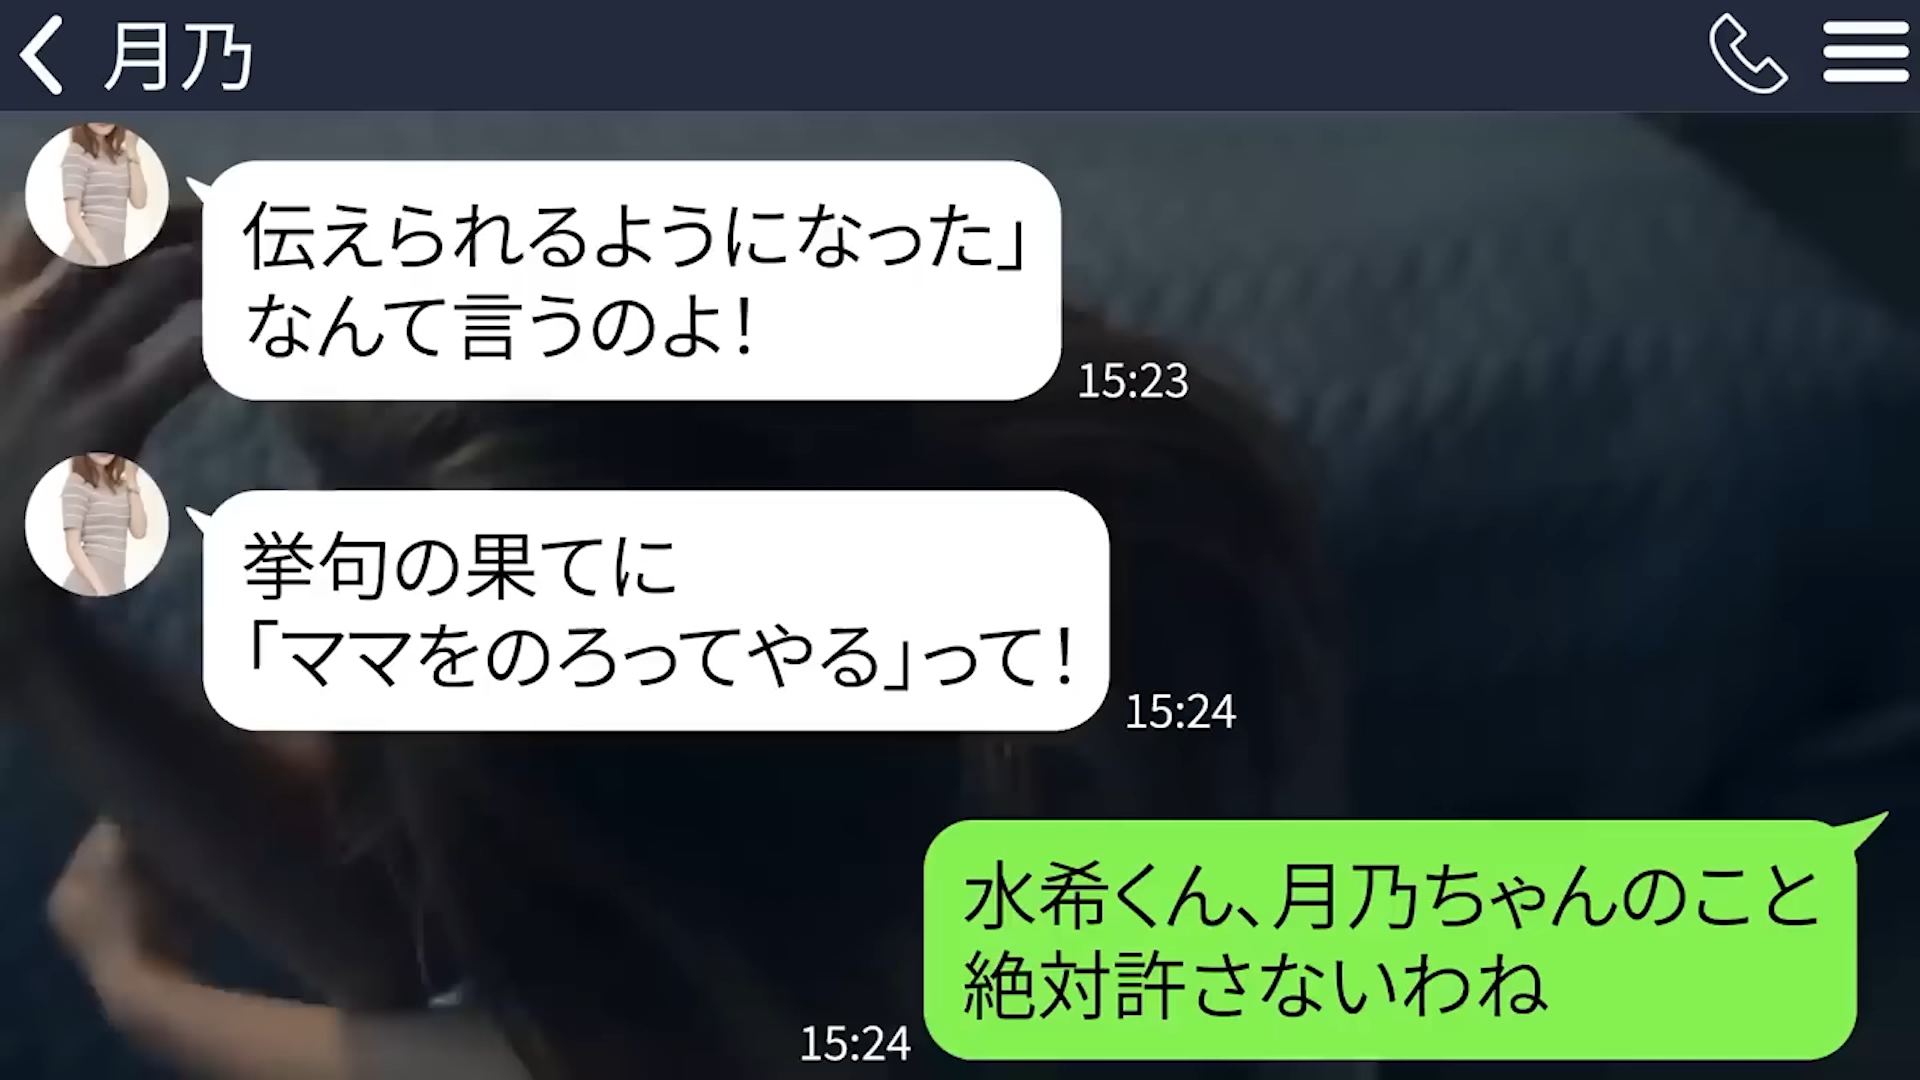 月乃
伝えられるようになった」
なんて言うのよ!
15:23
挙句の果てに
「ママをのろってやる」って!
15:24
水希くん、月乃ちゃんのこと
絶対許さないわね
15:24